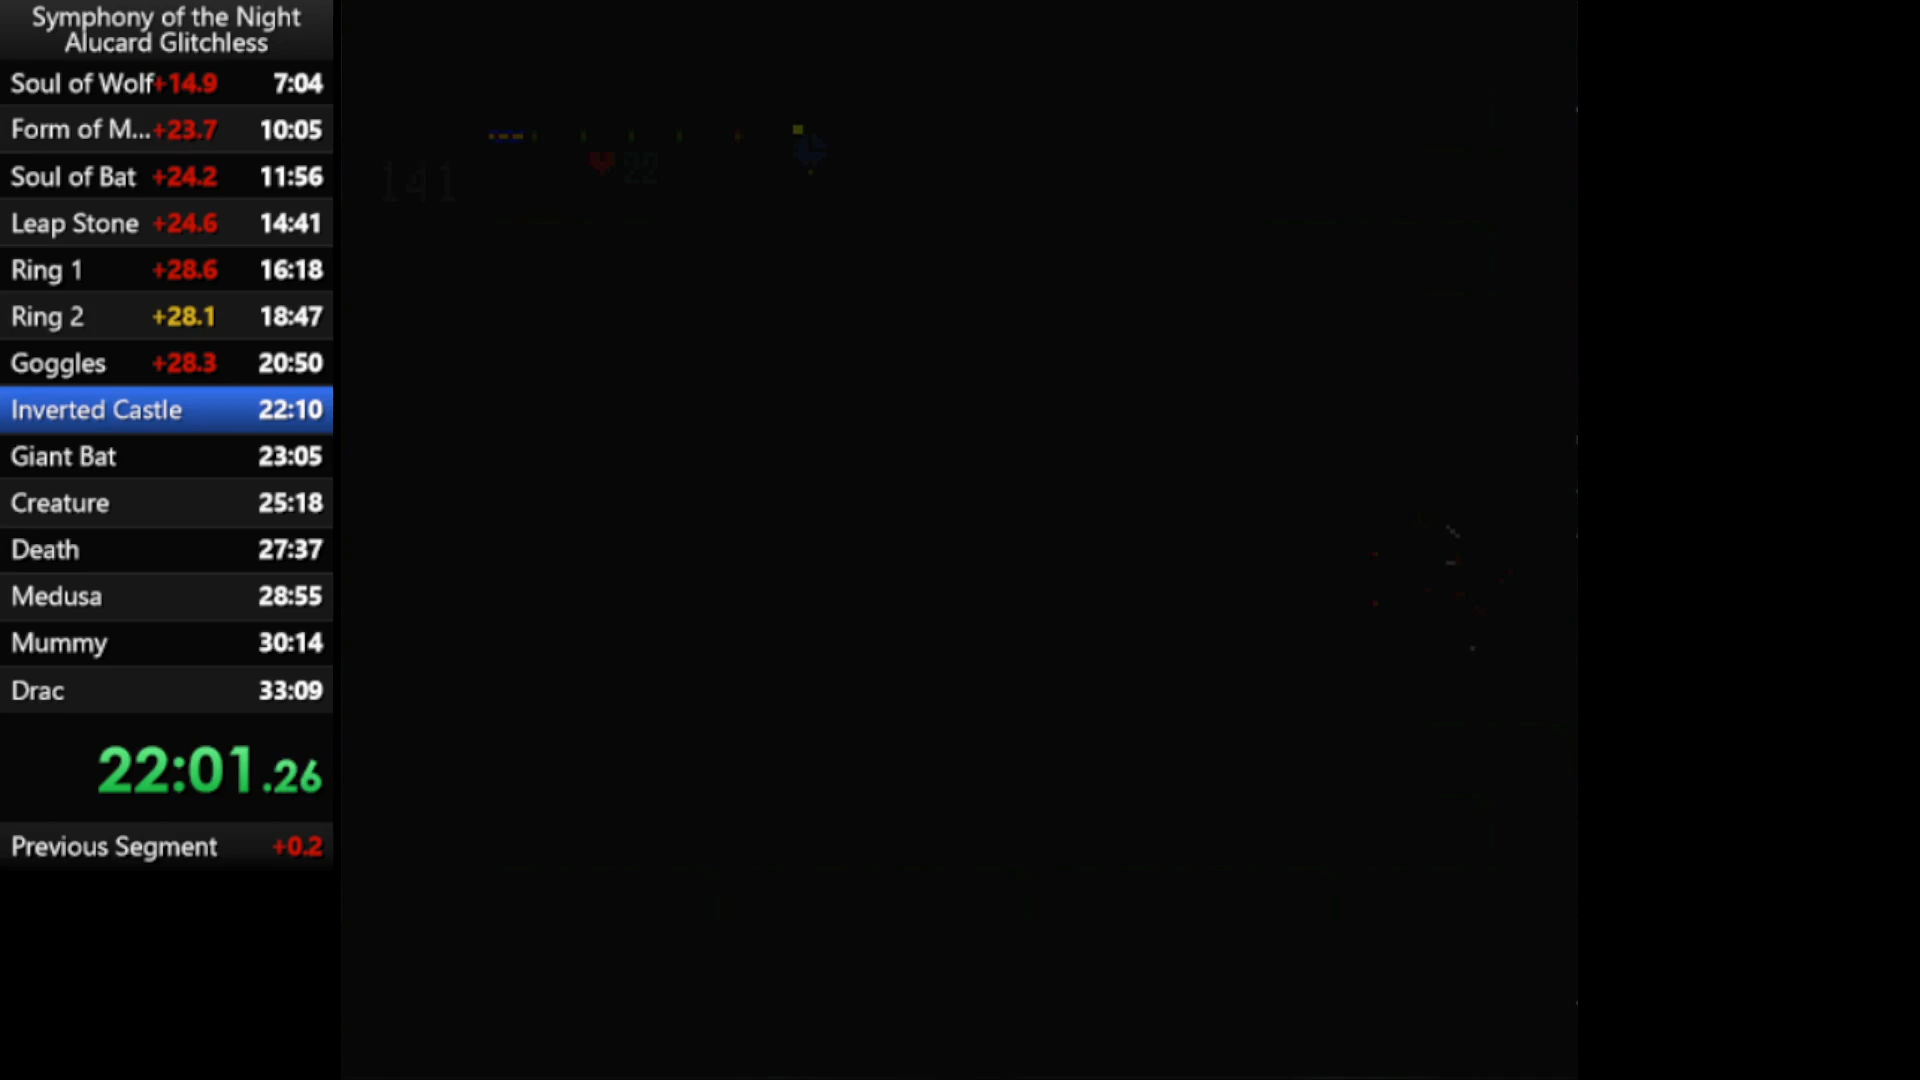 Symphony of the Night
Alucard Glitchless
Soul of Wolf +14.9 7:04
Form of M... +23.7 10:05
Soul of Bat +24.2 11:56
Leap Stone +24.6 14:41
Ring 1 +28.6 16:18
Ring 2 +28.1 18:47
Goggles +28.3 20:50
Inverted Castle 22:10
Giant Bat 23:05
Creature 25:18
Death 27:37
Medusa 28:55
Mummy 30:14
Drac 33:09
22:01.26
Previous Segment +0.2
141
22